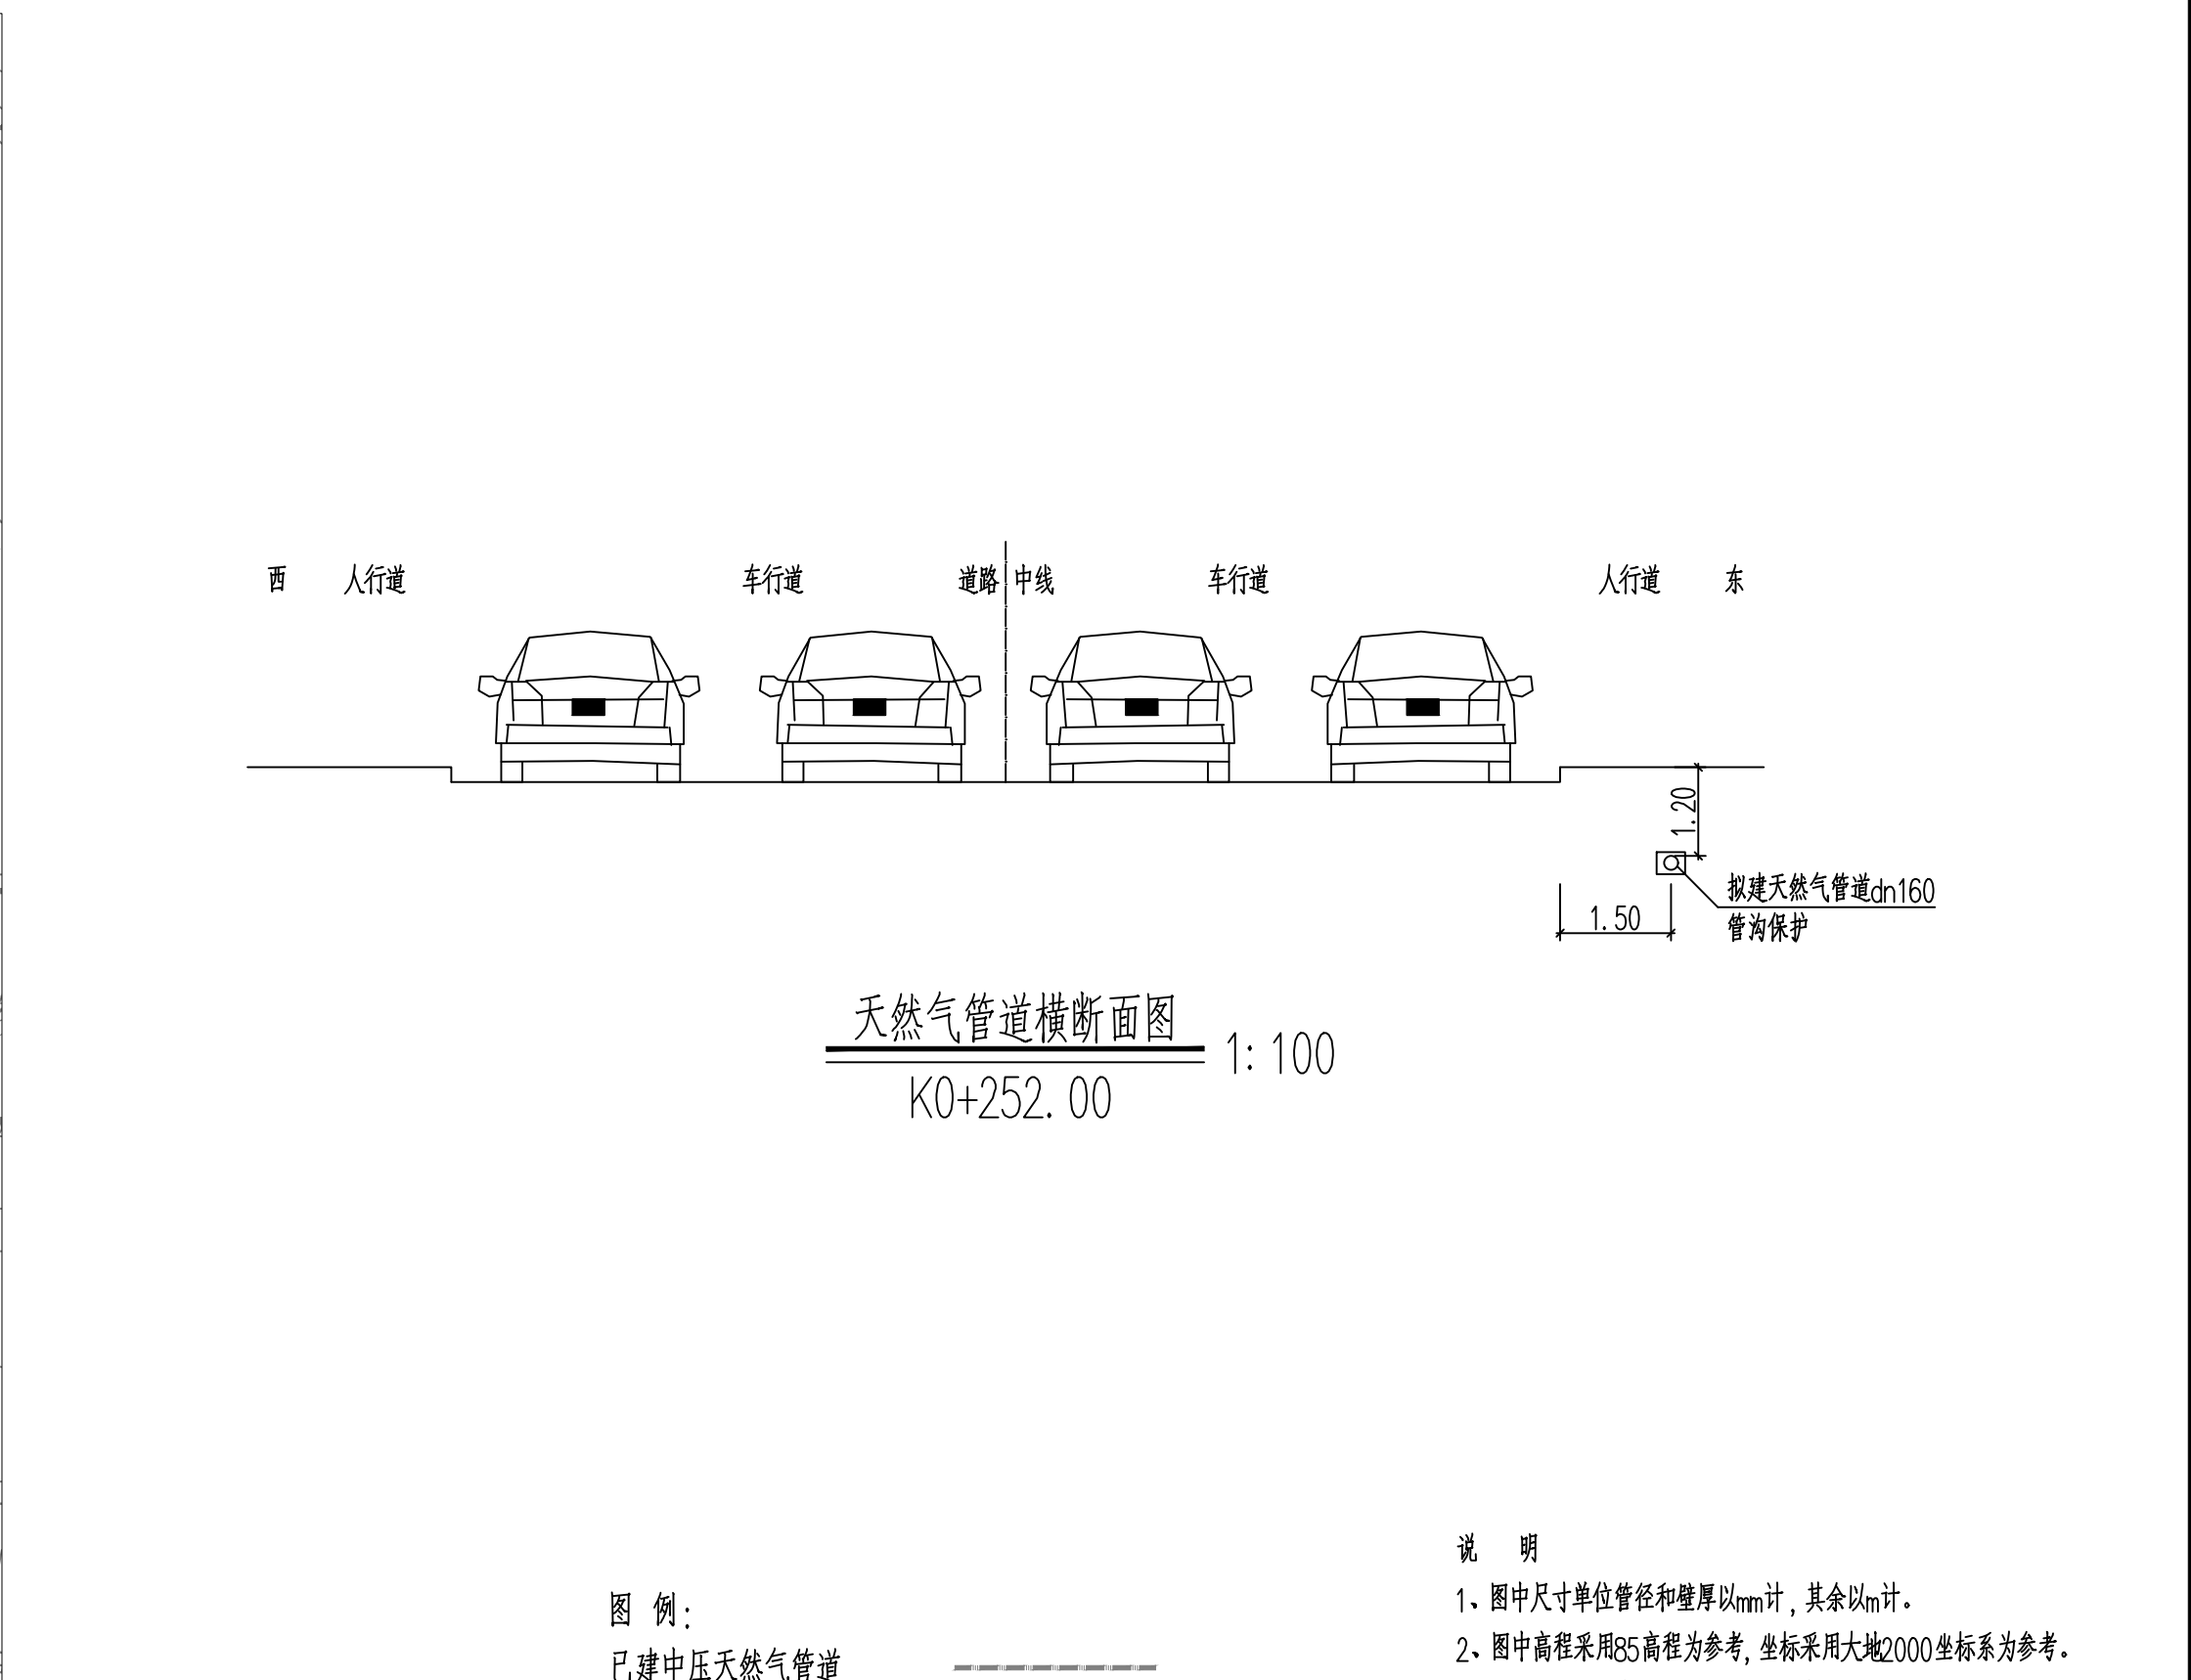 西 人行道 车行道 道路中线 车行道 人行道 东
1.20
拟建天然气管道dn160
管沟保护
1.50
天然气管道横断面图 1:100
K0+252.00
说 明
1、图中尺寸单位管径和壁厚以mm计，其余以m计。
2、图中高程采用85高程为参考，坐标采用大地2000坐标系为参考。
图 例：
已建中压天然气管道